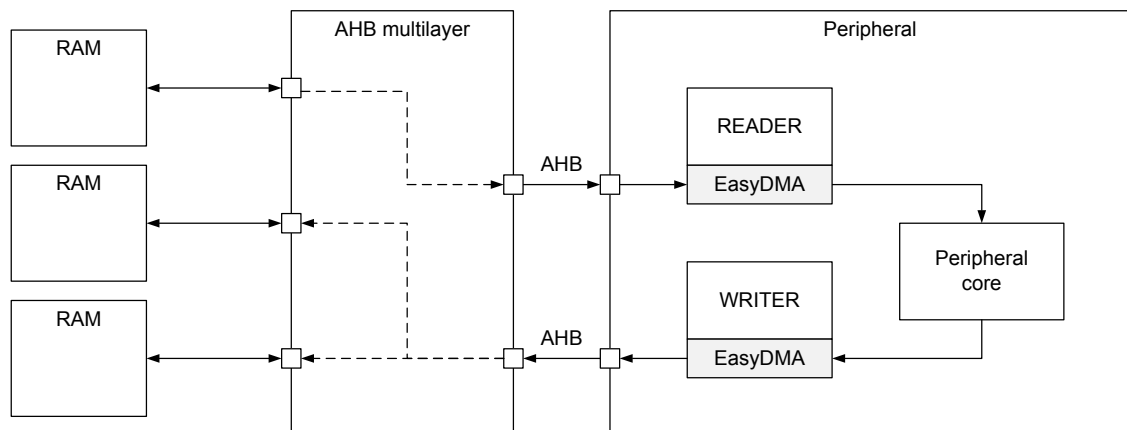 AHB multilayer
Peripheral
RAM
RAM
RAM
AHB
AHB
READER
EasyDMA
Peripheral
core
WRITER
EasyDMA